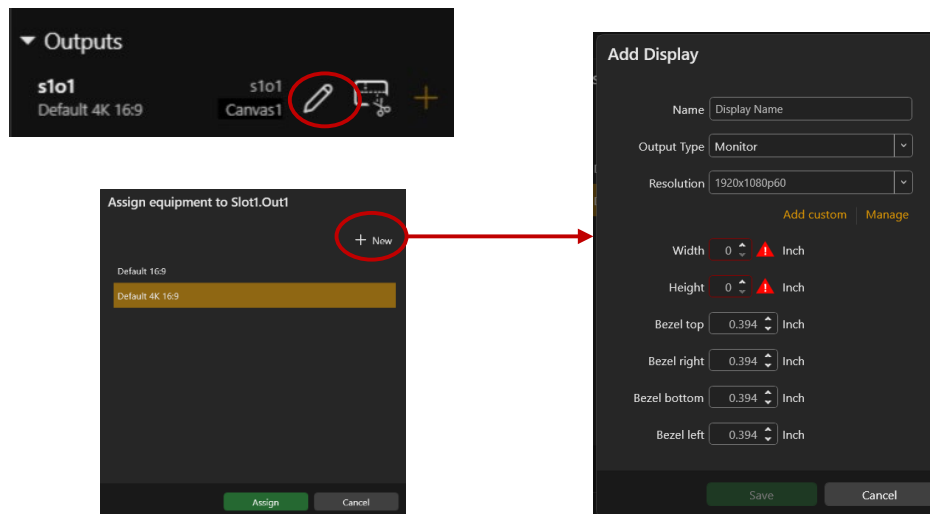 Outputs
s1o1
s1o1
Default 4K 16:9
Canvas1
Assign equipment to Slot1.Out1
+ New
Default 16:9
Default 4K 16:9
Assign
Cancel
Add Display
Name
Display Name
Output Type
Monitor
Resolution
1920x1080p60
Add custom
Manage
Width
0
Inch
Height
0
Inch
Bezel top
0.394
Inch
Bezel right
0.394
Inch
Bezel bottom
0.394
Inch
Bezel left
0.394
Inch
Save
Cancel